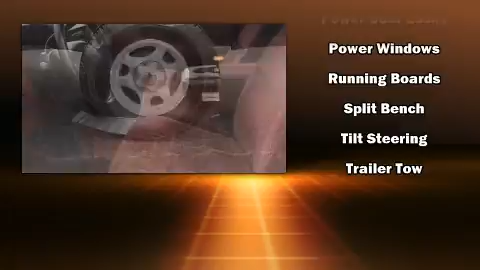 Power Windows
Running Boards
Split Bench
Tilt Steering
Trailer Tow